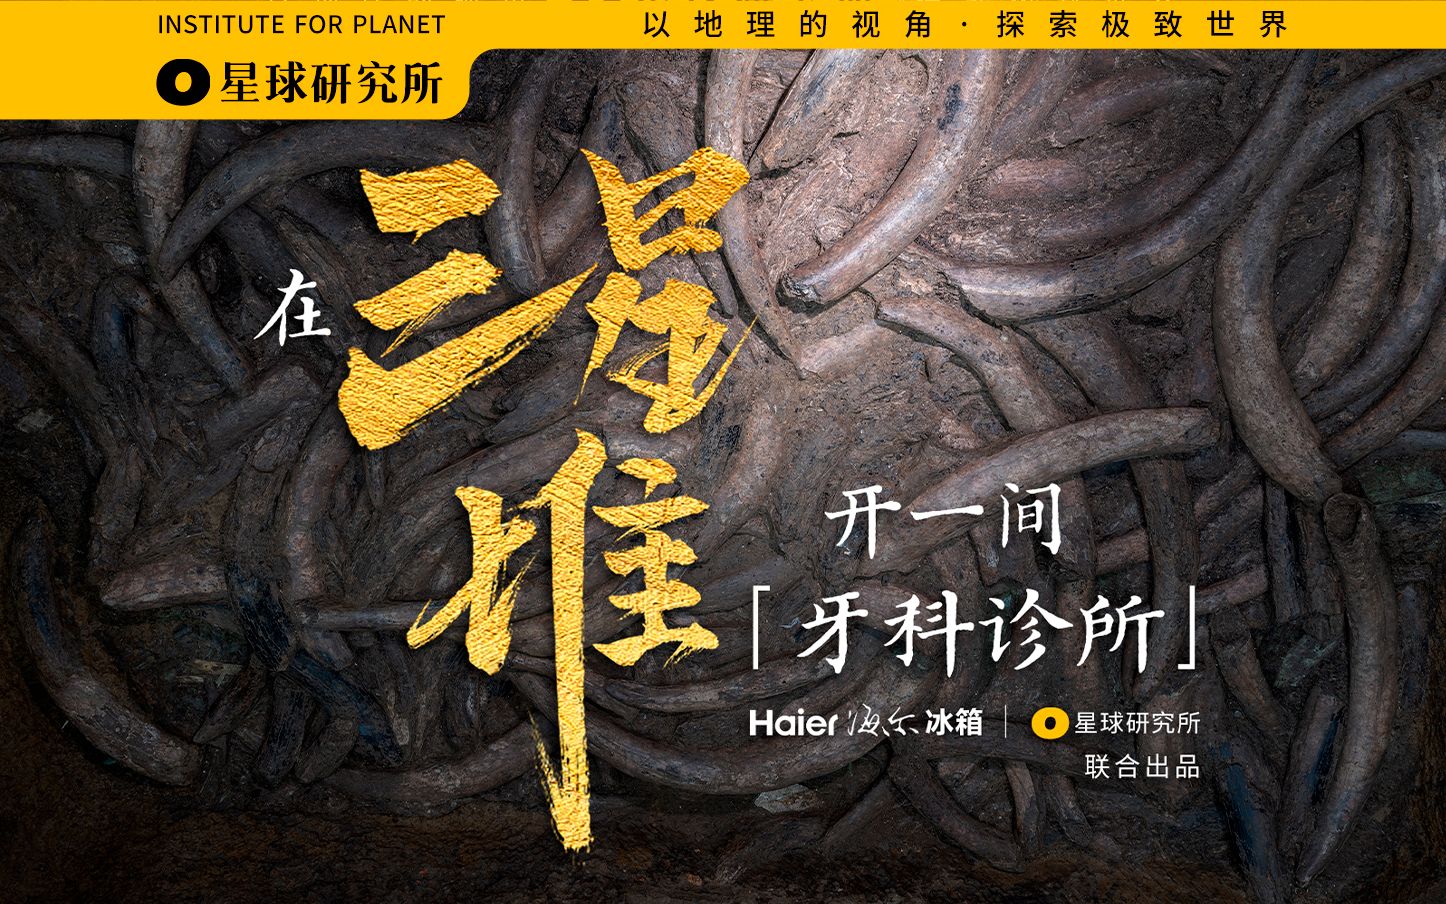 INSTITUTE FOR PLANET
以地理的视角·探索极致世界
星球研究所
在三星
堆
开一间
「牙科诊所」
Haier 海尔冰箱 | 星球研究所
联合出品